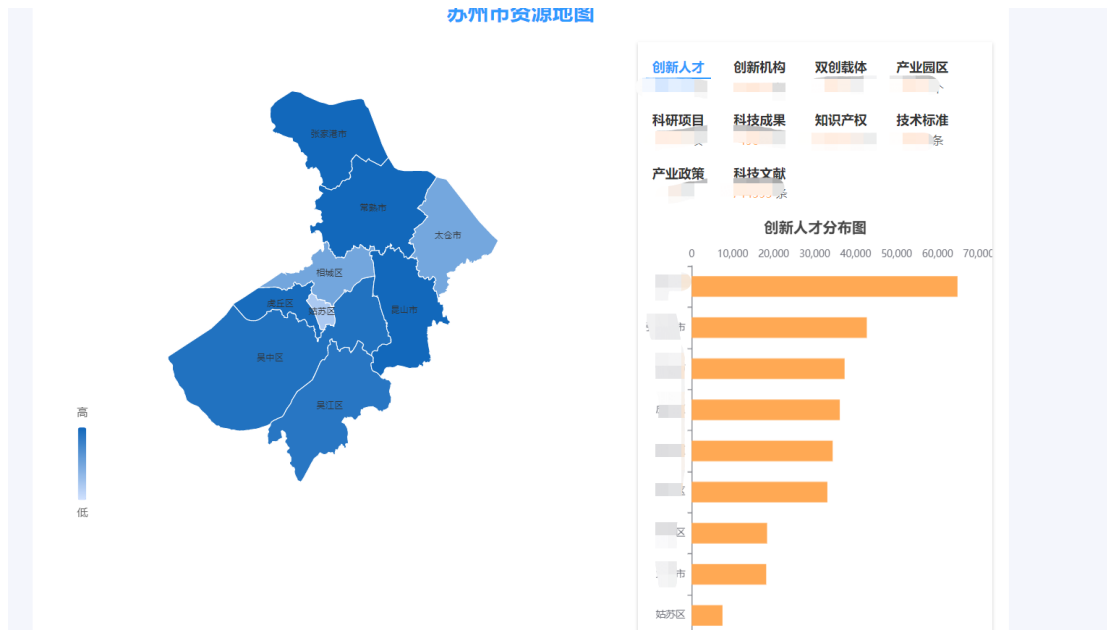 苏州市资源地图
张家港市
常熟市
太仓市
相城区
虎丘区
姑苏区
昆山市
吴中区
吴江区
高
低
创新人才 创新机构 双创载体 产业园区
科研项目 科技成果 知识产权 技术标准
条
产业政策 科技文献
条
创新人才分布图
0 10,000 20,000 30,000 40,000 50,000 60,000 70,000
市
区
市
姑苏区